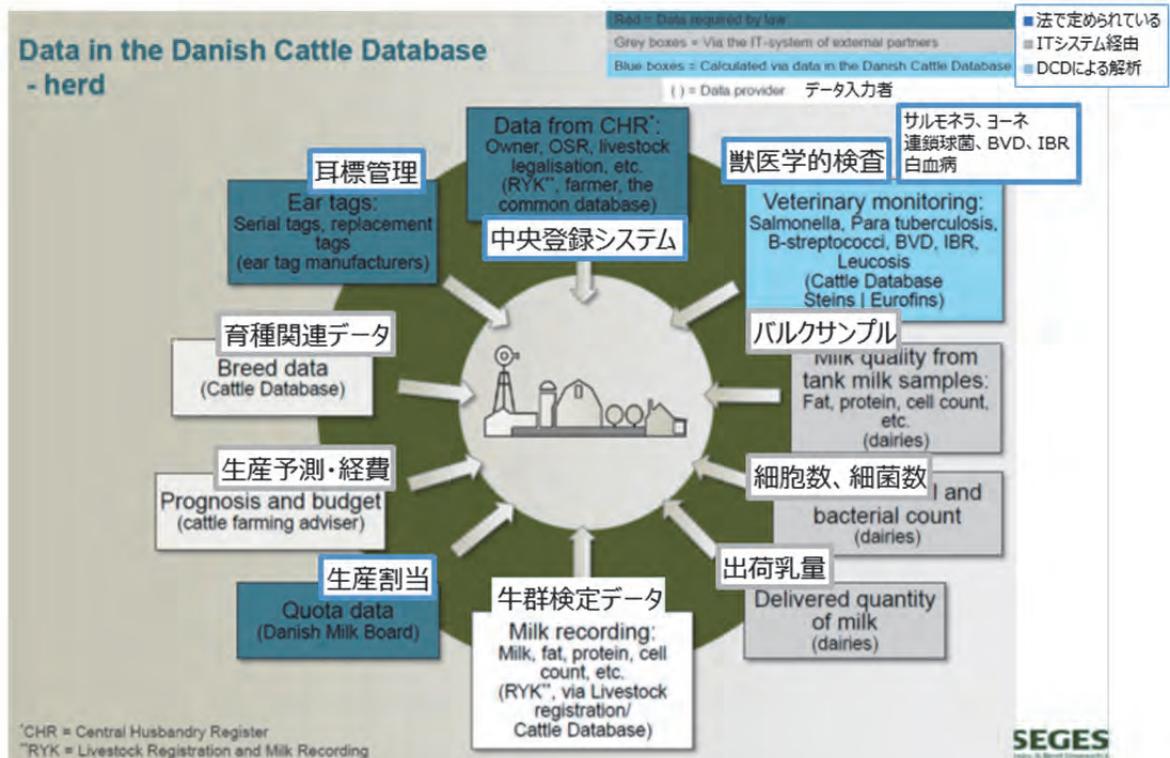 Data in the Danish Cattle Database
- herd
Red = Data required by law
Grey boxes = Via the IT-system of external partners
Blue boxes = Calculated via data in the Danish Cattle Database
( ) = Data provider データ入力者
■法で定められている
■ITシステム経由
■DCDによる解析
Data from CHR*:
Owner, OSR, livestock
legalisation, etc.
(RYK**, farmer, the
common database)
中央登録システム
獣医学的検査
サルモネラ、ヨーネ
連鎖球菌、BVD、IBR
白血病
Veterinary monitoring:
Salmonella, Para tuberculosis,
B-streptococci, BVD, IBR,
Leucosis
(Cattle Database
Steins | Eurofins)
バルクサンプル
Milk quality from
tank milk samples:
Fat, protein, cell count,
etc.
(dairies)
細胞数、細菌数
and
bacterial count
(dairies)
出荷乳量
Delivered quantity
of milk
(dairies)
牛群検定データ
Milk recording:
Milk, fat, protein, cell
count, etc.
(RYK**, via Livestock
registration/
Cattle Database)
生産割当
Quota data
(Danish Milk Board)
生産予測・経費
Prognosis and budget
(cattle farming adviser)
育種関連データ
Breed data
(Cattle Database)
耳標管理
Ear tags:
Serial tags, replacement
tags
(ear tag manufacturers)
*CHR = Central Husbandry Register
**RYK = Livestock Registration and Milk Recording
SEGES